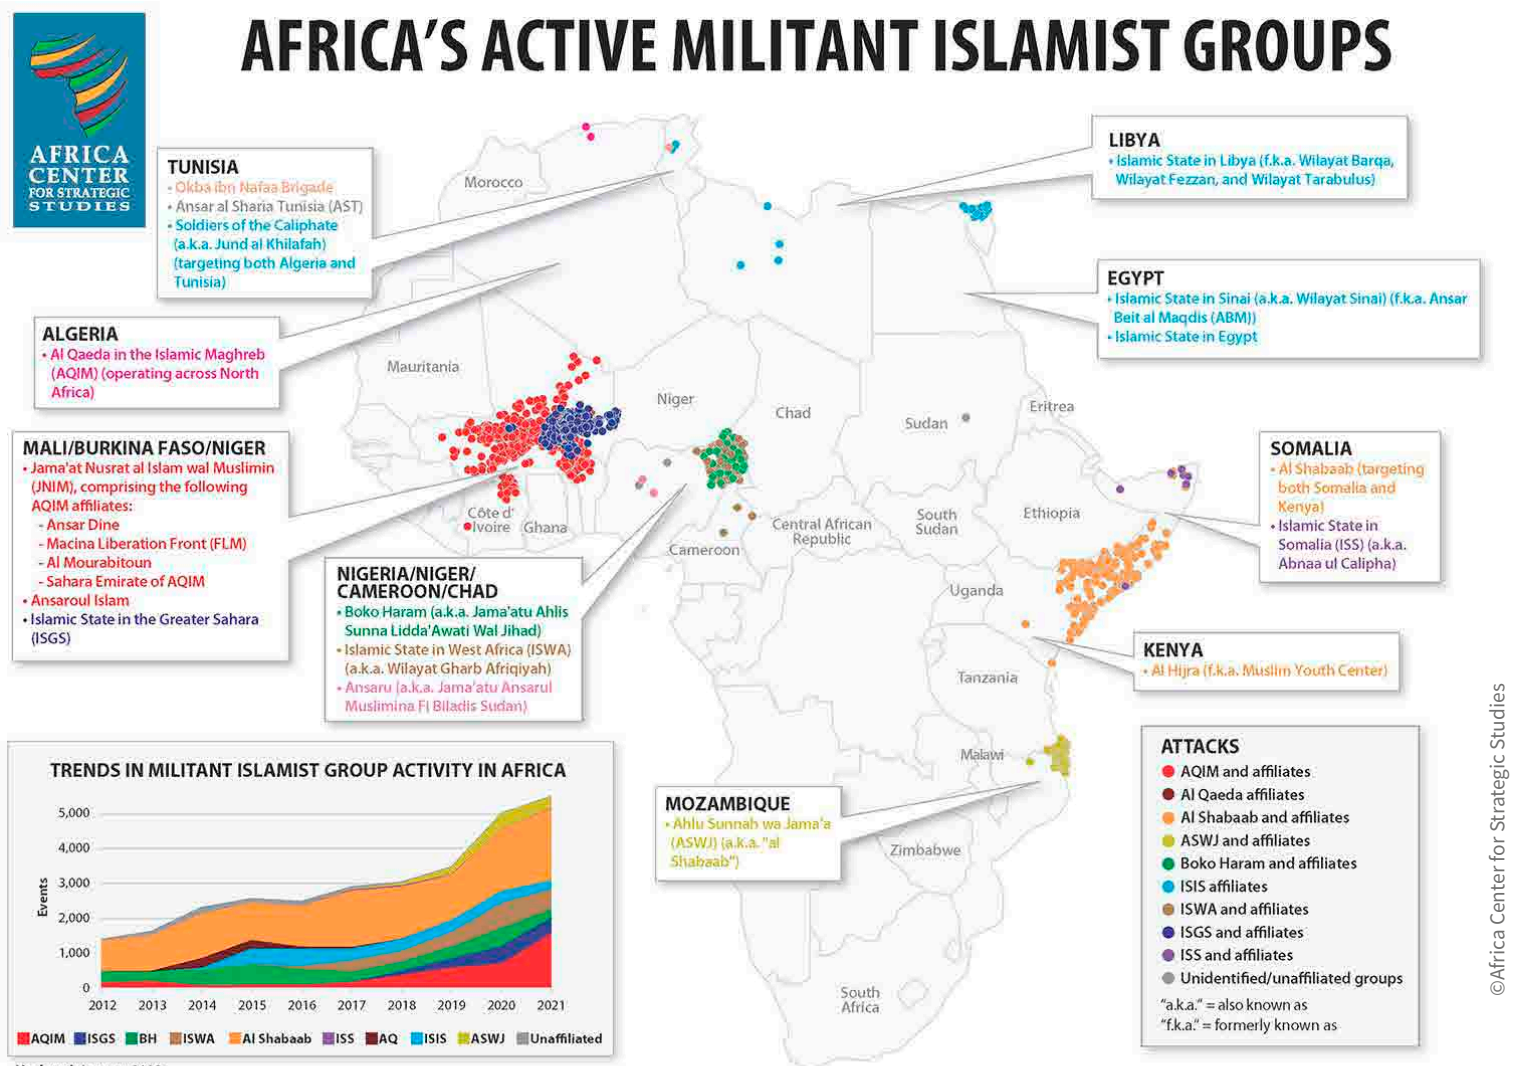 AFRICA'S ACTIVE MILITANT ISLAMIST GROUPS
AFRICA
CENTER
FOR STRATEGIC
STUDIES
TUNISIA
• Okba ibn Nafaa Brigade
• Ansar al Sharia Tunisia (AST)
• Soldiers of the Caliphate
(a.k.a. Jund al Khilafah)
(targeting both Algeria and
Tunisia)
ALGERIA
• Al Qaeda in the Islamic Maghreb
(AQIM) (operating across North
Africa)
MALI/BURKINA FASO/NIGER
• Jama'at Nusrat al Islam wal Muslimin
(JNIM), comprising the following
AQIM affiliates:
- Ansar Dine
- Macina Liberation Front (FLM)
- Al Mourabitoun
- Sahara Emirate of AQIM
• Ansaroul Islam
• Islamic State in the Greater Sahara
(ISGS)
NIGERIA/NIGER/
CAMEROON/CHAD
• Boko Haram (a.k.a. Jama'atu Ahlis
Sunna Lidda'Awati Wal Jihad)
• Islamic State in West Africa (ISWA)
(a.k.a. Wilayat Gharb Afriqiyah)
• Ansaru (a.k.a. Jama'atu Ansarul
Muslimina Fi Biladis Sudan)
LIBYA
• Islamic State in Libya (f.k.a. Wilayat Barqa,
Wilayat Fezzan, and Wilayat Tarabulus)
EGYPT
• Islamic State in Sinai (a.k.a. Wilayat Sinai) (f.k.a. Ansar
Beit al Maqdis (ABM))
• Islamic State in Egypt
SOMALIA
• Al Shabaab (targeting
both Somalia and
Kenya)
• Islamic State in
Somalia (ISS) (a.k.a.
Abnaa ul Calipha)
KENYA
• Al Hijra (f.k.a. Muslim Youth Center)
MOZAMBIQUE
• Ahlu Sunnah wa Jama'a
(ASWJ) (a.k.a. "al
Shabaab")
Morocco
Mauritania
Niger
Chad
Sudan
Eritrea
Côte d'
Ivoire
Ghana
Cameroon
Central African
Republic
South
Sudan
Ethiopia
Uganda
Tanzania
Malawi
Zimbabwe
South
Africa
TRENDS IN MILITANT ISLAMIST GROUP ACTIVITY IN AFRICA
Events
5,000
4,000
3,000
2,000
1,000
0
2012 2013 2014 2015 2016 2017 2018 2019 2020 2021
AQIM ISGS BH ISWA Al Shabaab ISS AQ ISIS ASWJ Unaffiliated
ATTACKS
AQIM and affiliates
Al Qaeda affiliates
Al Shabaab and affiliates
ASWJ and affiliates
Boko Haram and affiliates
ISIS affiliates
ISWA and affiliates
ISGS and affiliates
ISS and affiliates
Unidentified/unaffiliated groups
"a.k.a." = also known as
"f.k.a." = formerly known as
©Africa Center for Strategic Studies